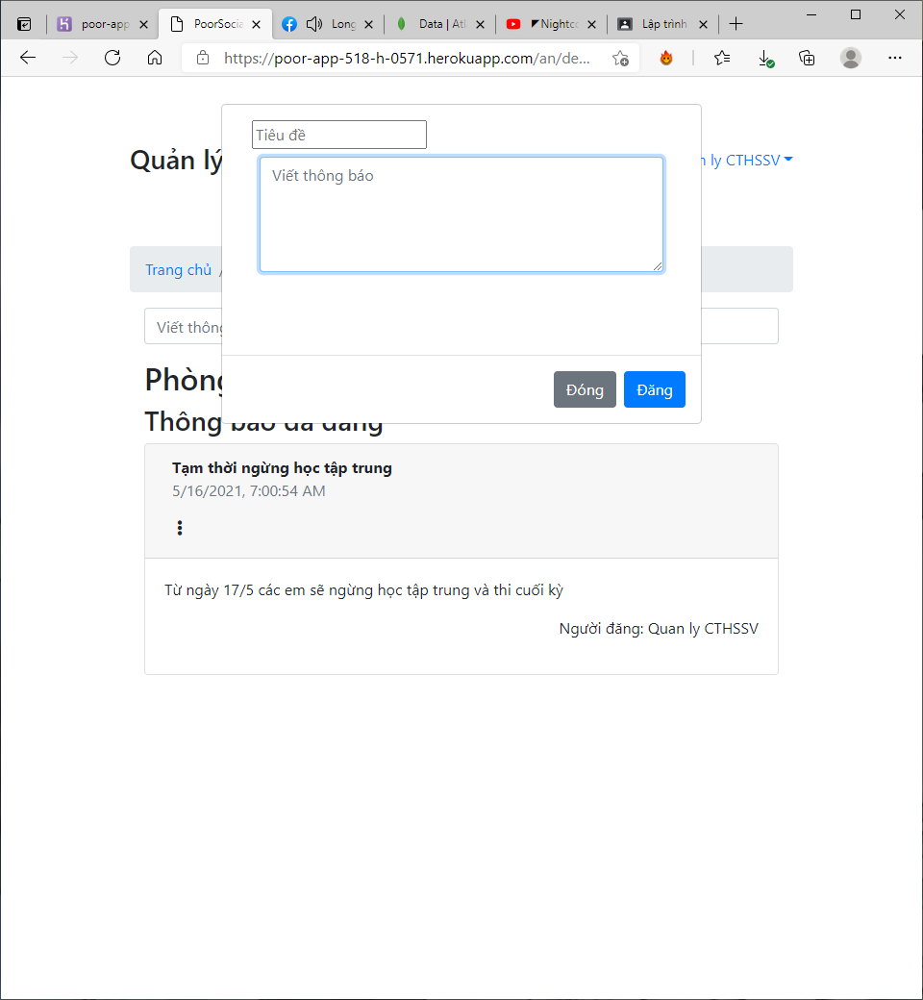 poor-app
PoorSocia
Long
Data | Atl
Nightco
Lập trình
https://poor-app-518-h-0571.herokuapp.com/an/de...
Tiêu đề
Viết thông báo
Quản lý
ly CTHSSV
Trang chủ /
Viết thông
Phòng
Đóng
Đăng
Thông báo đã đăng
Tạm thời ngừng học tập trung
5/16/2021, 7:00:54 AM
Từ ngày 17/5 các em sẽ ngừng học tập trung và thi cuối kỳ
Người đăng: Quan ly CTHSSV